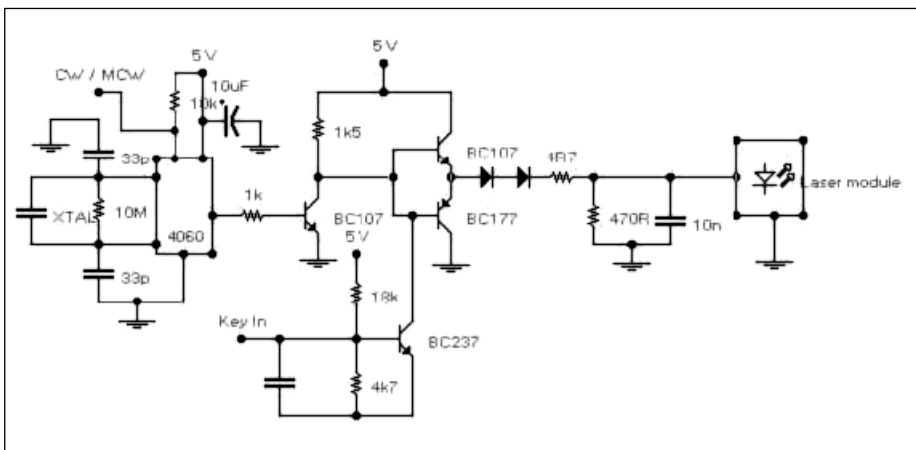 5 V
5 V
CW / MCW
10uF
10k
1k5
33p
BC107
4R7
Laser module
XTAL
10M
1k
BC107
BC177
470R
10n
4060
5 V
33p
18k
Key In
BC237
4k7